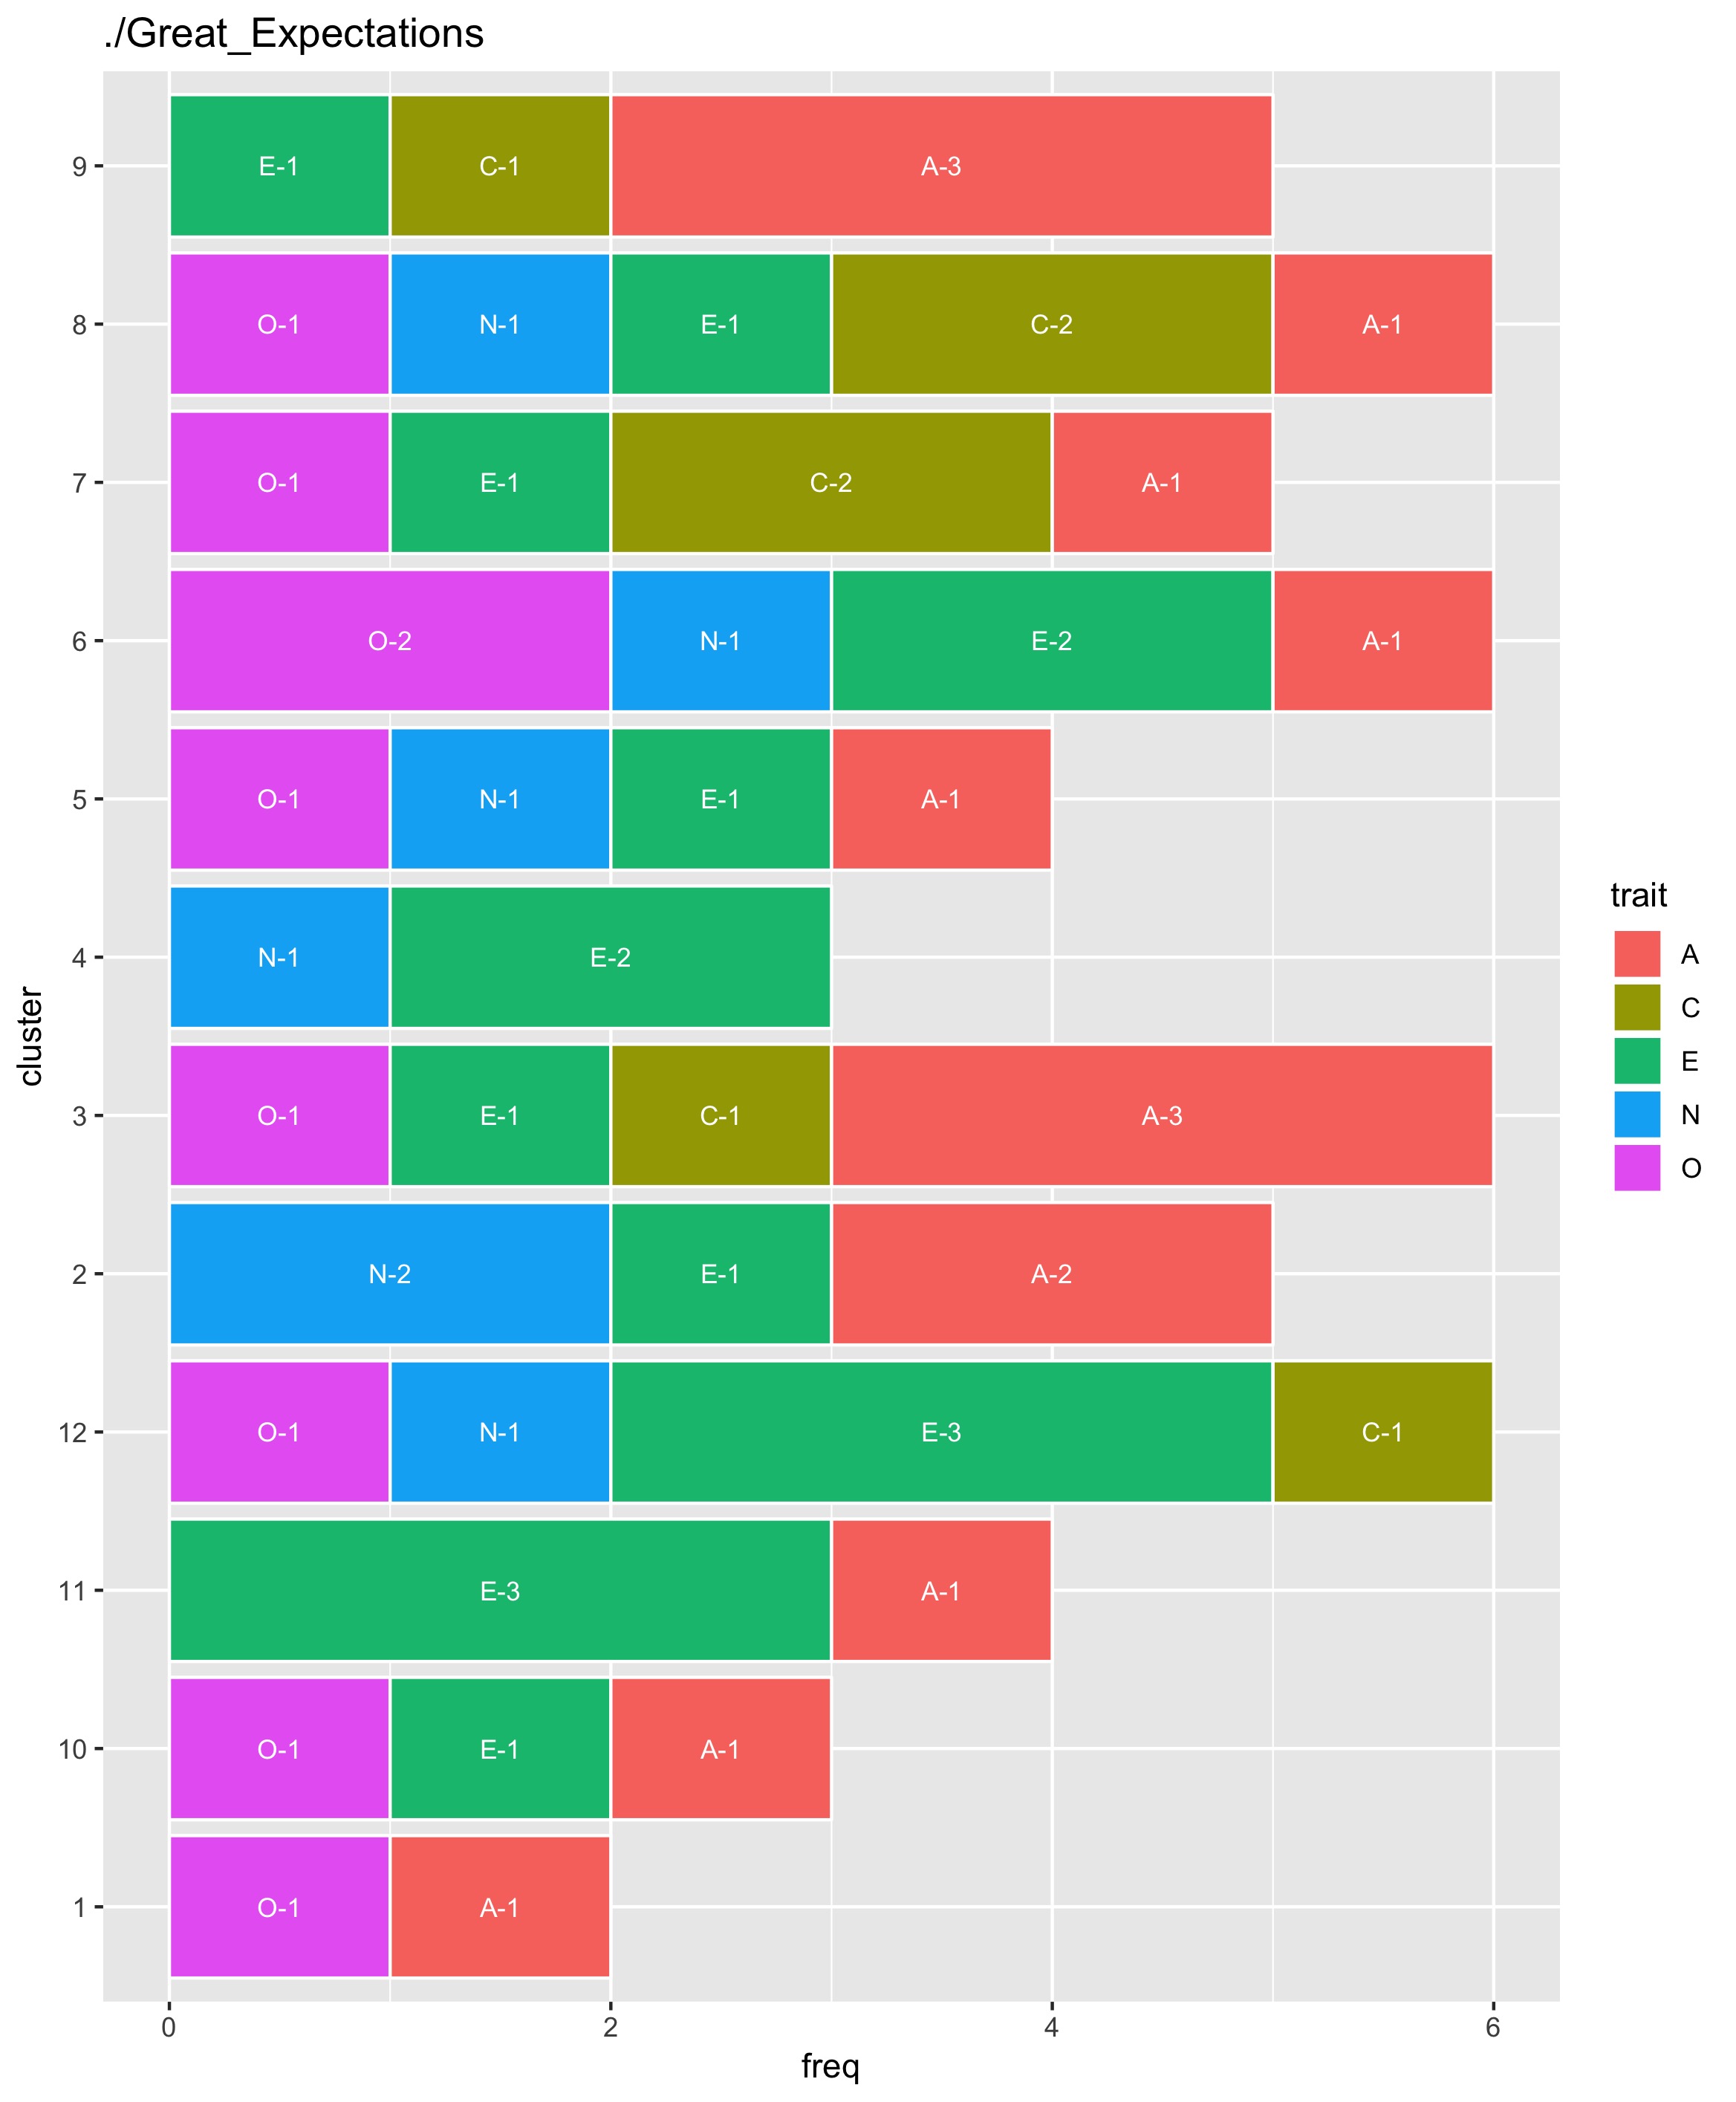 ./Great_Expectations
9 E-1 C-1 A-3
8 O-1 N-1 E-1 C-2 A-1
7 O-1 E-1 C-2 A-1
6 O-2 N-1 E-2 A-1
5 O-1 N-1 E-1 A-1
4 N-1 E-2
3 O-1 E-1 C-1 A-3
2 N-2 E-1 A-2
12 O-1 N-1 E-3 C-1
11 E-3 A-1
10 O-1 E-1 A-1
1 O-1 A-1
0 2 4 6
freq
cluster
trait
A
C
E
N
O